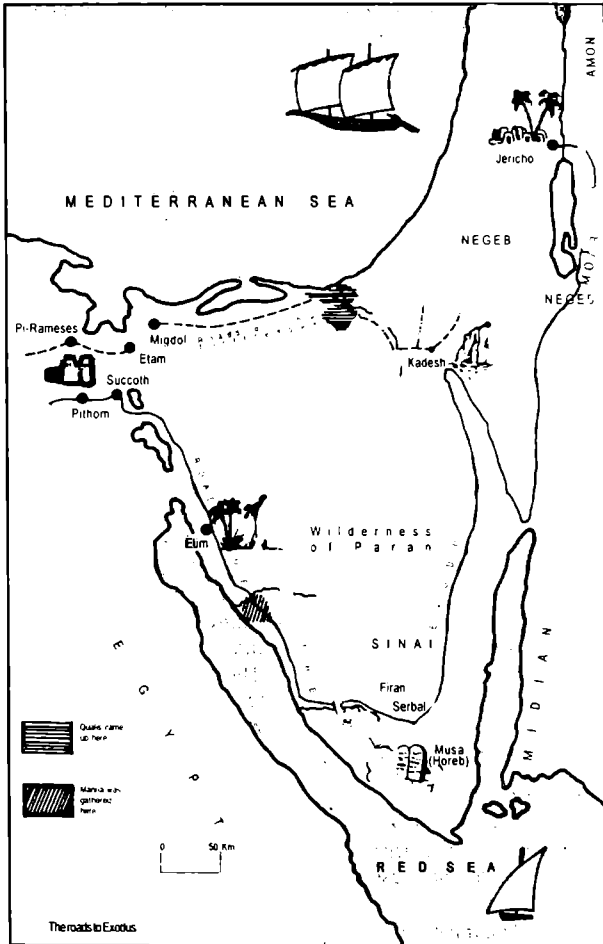 AMON
Jericho
MEDITERRANEAN SEA
NEGEB
MOAB
NEGEB
Pi-Rameses
Migdol
Etam
Kadesh
Succoth
Pithom
Elim
Wilderness
of Paran
SINAI
EGYPT
MIDIAN
Firan
Serbal
Musa
(Horeb)
Quails came
up here
Manna was
gathered
here
0 50 Km
RED SEA
The roads to Exodus